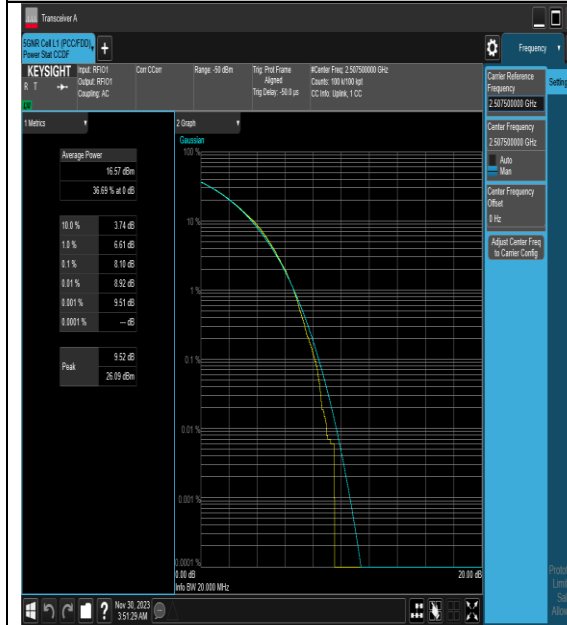 Transceiver A
5GNR Cell L1 (PCC/FDD),
Power Stat CCDF
Frequency
KEYSIGHT
R T
LV
Input: RFIO1
Output: RFIO1
Coupling: AC
Corr CCorr
Range: -50 dBm
Trig: Prot Frame
Aligned
Trig Delay: -50.0 µs
#Center Freq: 2.507500000 GHz
Counts: 100 k/100 kpt
CC Info: Uplink, 1 CC
Carrier Reference
Frequency
2.507500000 GHz
Center Frequency
2.507500000 GHz
Auto
Man
Center Frequency
Offset
0 Hz
Adjust Center Freq
to Carrier Config
1 Metrics
Average Power
16.57 dBm
36.69 % at 0 dB
10.0 % 3.74 dB
1.0 % 6.61 dB
0.1 % 8.10 dB
0.01 % 8.92 dB
0.001 % 9.51 dB
0.0001 % --- dB
Peak
9.52 dB
26.09 dBm
2 Graph
Gaussian
100 %
10 %
1 %
0.1 %
0.01 %
0.001 %
0.0001 %
0.00 dB
20.00 dB
Info BW 20.000 MHz
Nov 30, 2023
3:51:29 AM